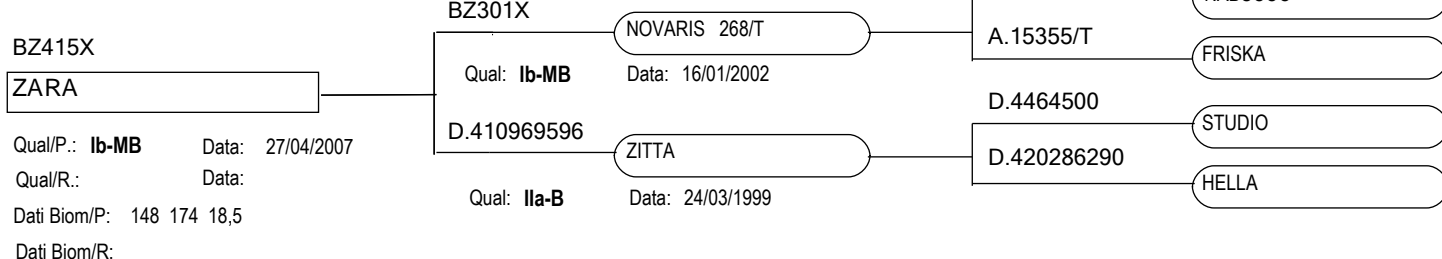 BZ301X
NOVARIS 268/T
A.15355/T
BZ415X
Qual: Ib-MB Data: 16/01/2002
FRISKA
ZARA
D.4464500
D.410969596
STUDIO
Qual/P.: Ib-MB Data: 27/04/2007
ZITTA
D.420286290
Qual/R.: Data:
HELLA
Qual: IIa-B Data: 24/03/1999
Dati Biom/P: 148 174 18,5
Dati Biom/R: